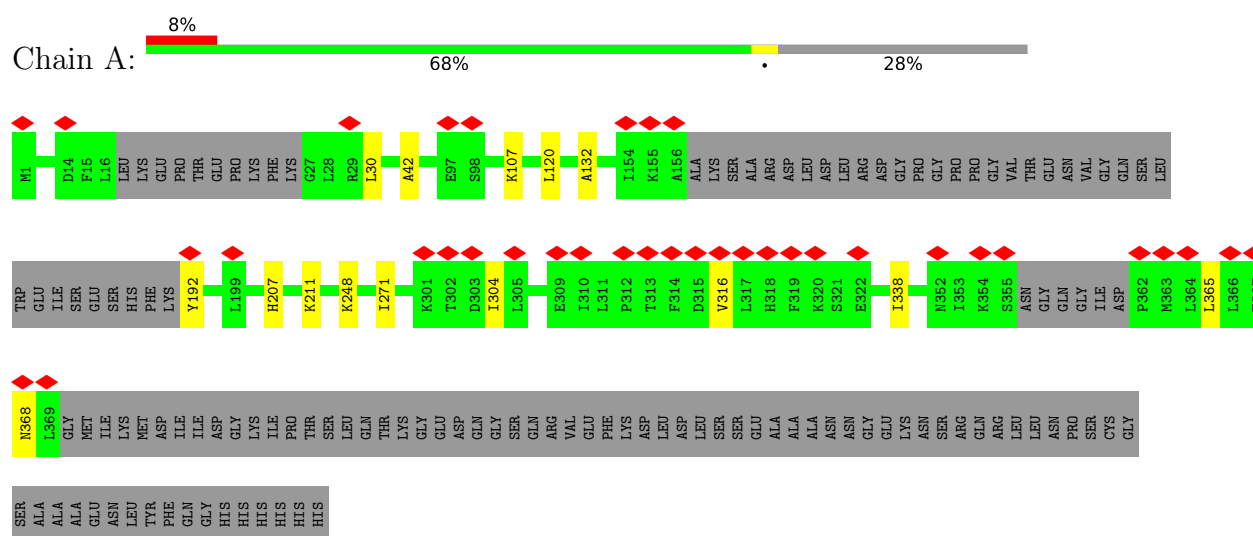 8%
Chain A:
68% • 28%
M1 D14 F15 L16 LEU LYS GLU PRO THR GLU PRO LYS PHE LYS G27 L28 R29 L30 A42 E97 S98 K107 L120 A132 I154 K155 A156 ALA LYS SER ALA ARG ASP LEU ASP LEU ARG ASP GLY PRO GLY PRO PRO GLY VAL THR GLU ASN VAL GLY GLN SER LEU
TRP GLU ILE SER GLU SER HIS PHE LYS Y192 L199 H207 K211 K248 I271 K301 T302 D303 I304 L305 E309 I310 L311 P312 T313 F314 D315 V316 L317 H318 F319 K320 S321 E322 I338 N352 I353 K354 S355 ASN GLY GLN GLY ILE ASP P362 M363 L364 L365 L366
N368 L369 GLY MET ILE LYS MET ASP ILE ILE ASP GLY LYS ILE PRO THR SER LEU GLN THR LYS GLY GLU ASP GLN GLY SER GLN ARG VAL GLU PHE LYS ASP LEU ASP LEU SER SER GLU ALA ALA ALA ASN ASN GLY GLU LYS ASN SER ARG GLN ARG LEU LEU ASN PRO SER CYS GLY
SER ALA ALA ALA GLU ASN LEU TYR PHE GLN GLY HIS HIS HIS HIS HIS HIS